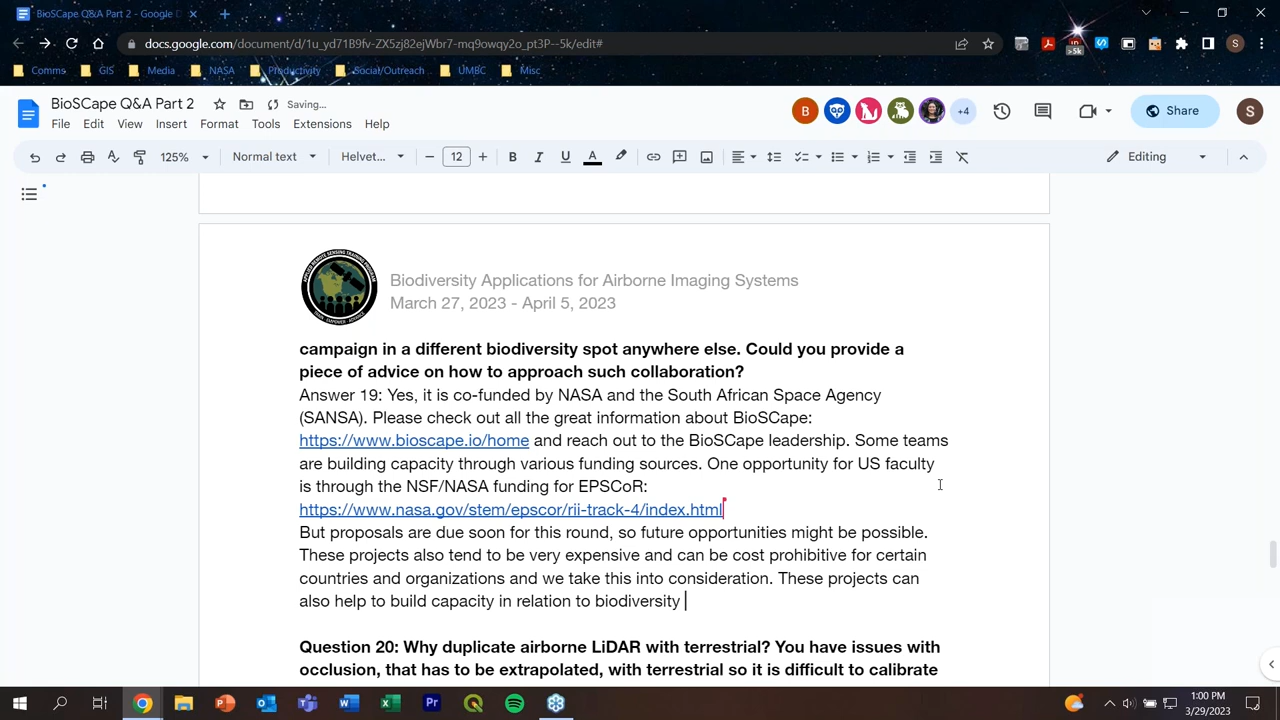 BioSCape Q&A Part 2 - Google D
docs.google.com/document/d/1u_yd71B9fv-ZX5zj82ejWbr7-mq9owqy2o_pt3P--5k/edit#
>5k
S
Comms
GIS
Media
NASA
Productivity
Social/Outreach
UMBC
Misc
BioSCape Q&A Part 2
Saving…
B
+4
Share
S
File
Edit
View
Insert
Format
Tools
Extensions
Help
125%
Normal text
Helvet...
12
Editing
Biodiversity Applications for Airborne Imaging Systems
March 27, 2023 - April 5, 2023
campaign in a different biodiversity spot anywhere else. Could you provide a
piece of advice on how to approach such collaboration?
Answer 19: Yes, it is co-funded by NASA and the South African Space Agency
(SANSA). Please check out all the great information about BioSCape:
https://www.bioscape.io/home and reach out to the BioSCape leadership. Some teams
are building capacity through various funding sources. One opportunity for US faculty
is through the NSF/NASA funding for EPSCoR:
https://www.nasa.gov/stem/epscor/rii-track-4/index.html
But proposals are due soon for this round, so future opportunities might be possible.
These projects also tend to be very expensive and can be cost prohibitive for certain
countries and organizations and we take this into consideration. These projects can
also help to build capacity in relation to biodiversity
Question 20: Why duplicate airborne LiDAR with terrestrial? You have issues with
occlusion, that has to be extrapolated, with terrestrial so it is difficult to calibrate
1:00 PM
3/29/2023